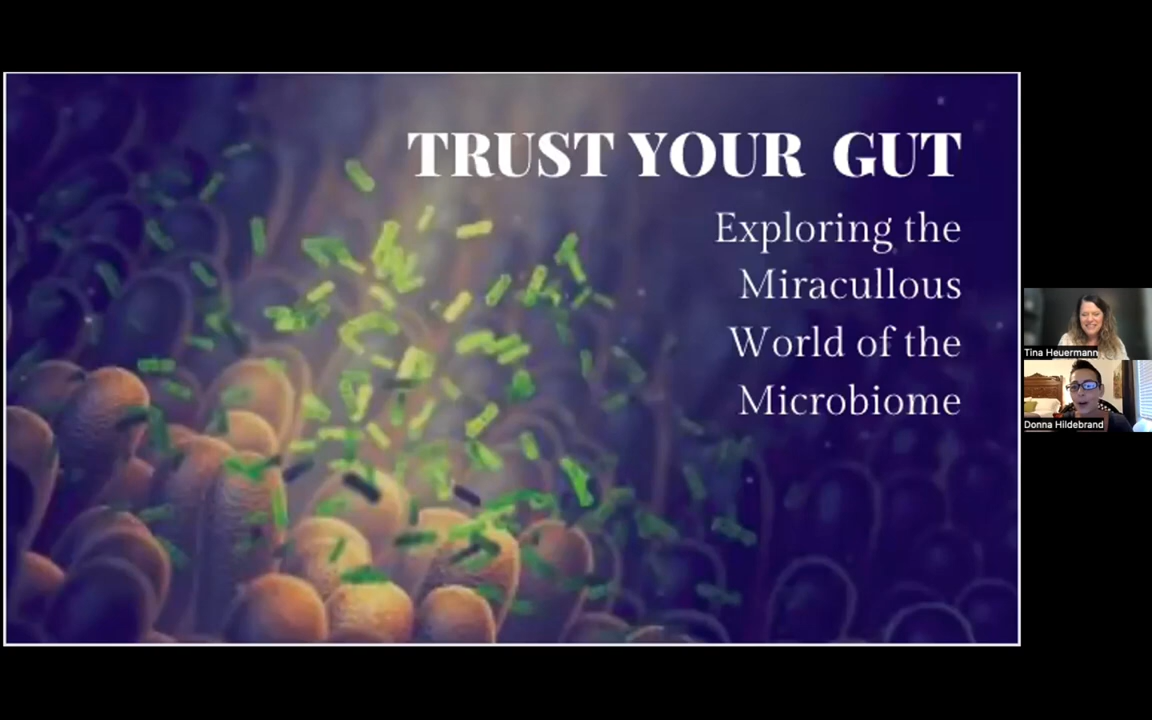 TRUST YOUR GUT
Exploring the
Miracullous
World of the
Microbiome
Tina Heuermann
Donna Hildebrand